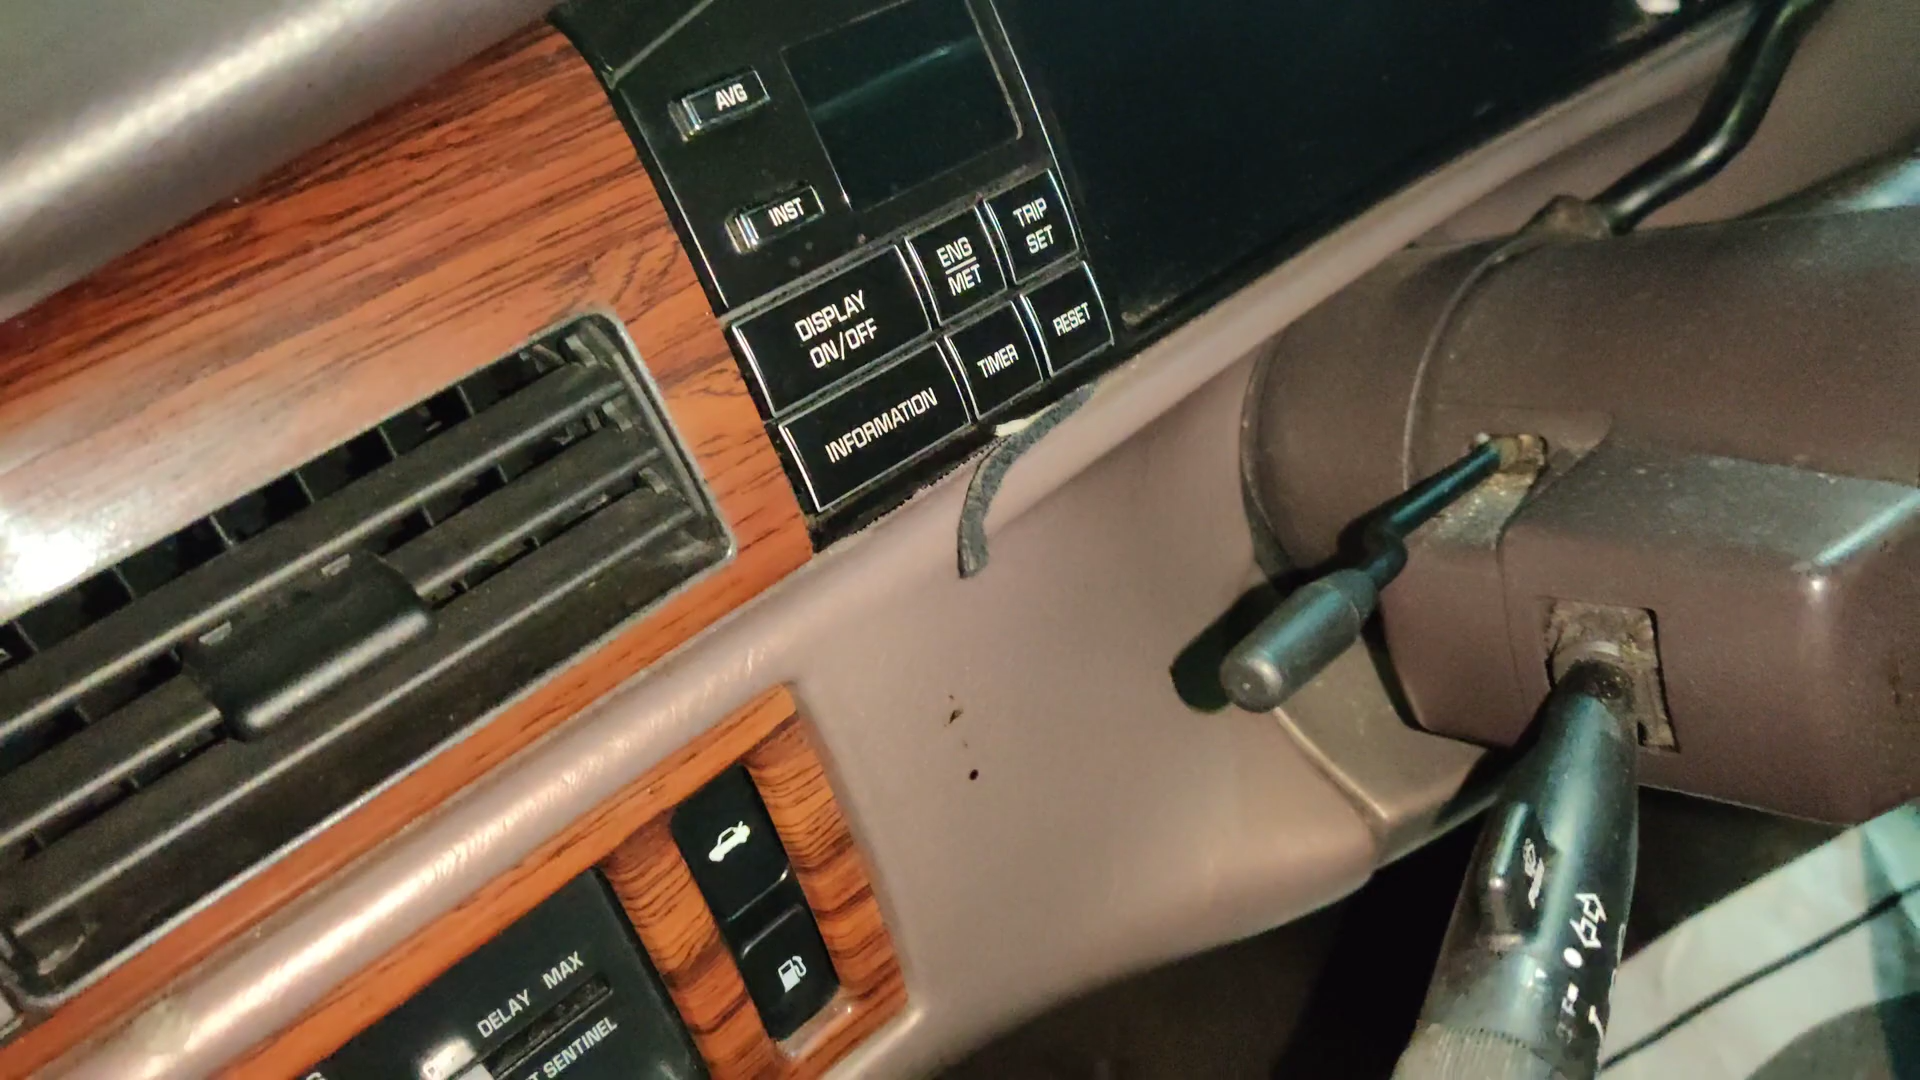 AVG
INST
DISPLAY
ON/OFF
ENG
MET
TRIP
SET
INFORMATION
TIMER
RESET
DELAY MAX
SENTINEL